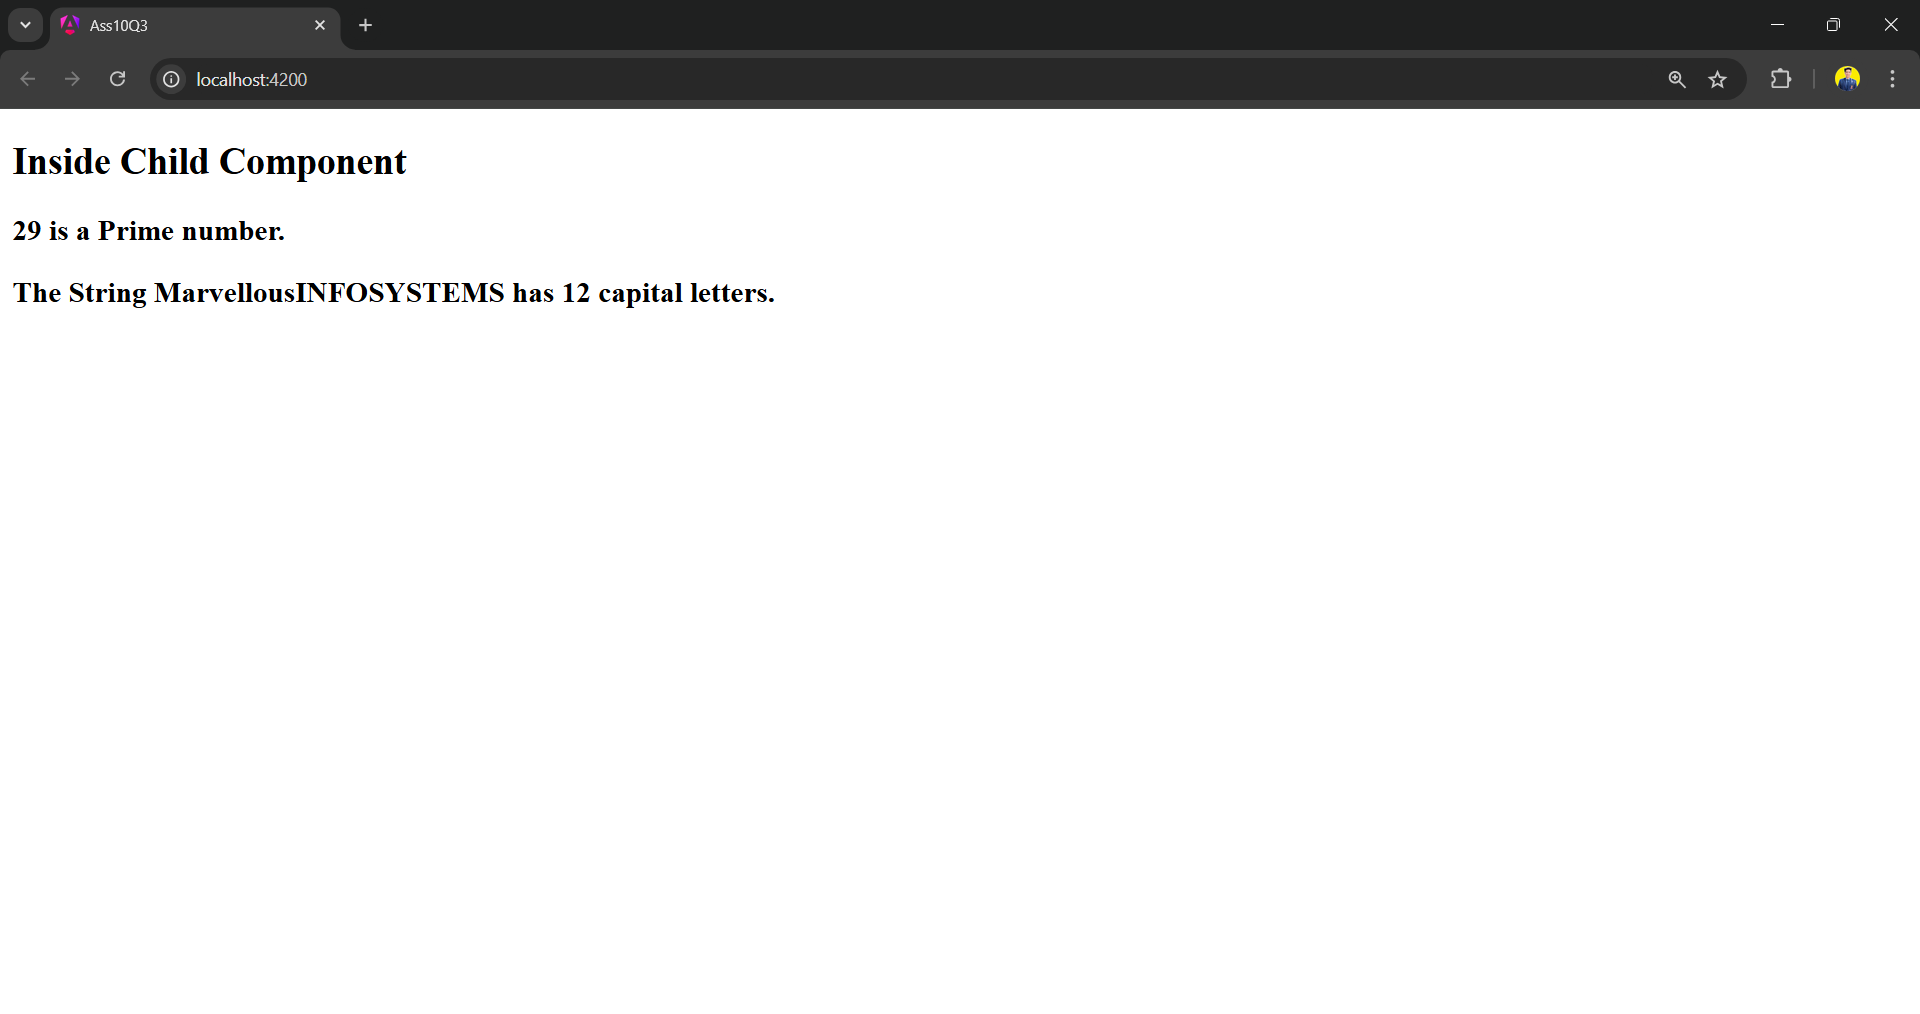 Ass10Q3
localhost:4200
Inside Child Component
29 is a Prime number.
The String MarvellousINFOSYSTEMS has 12 capital letters.